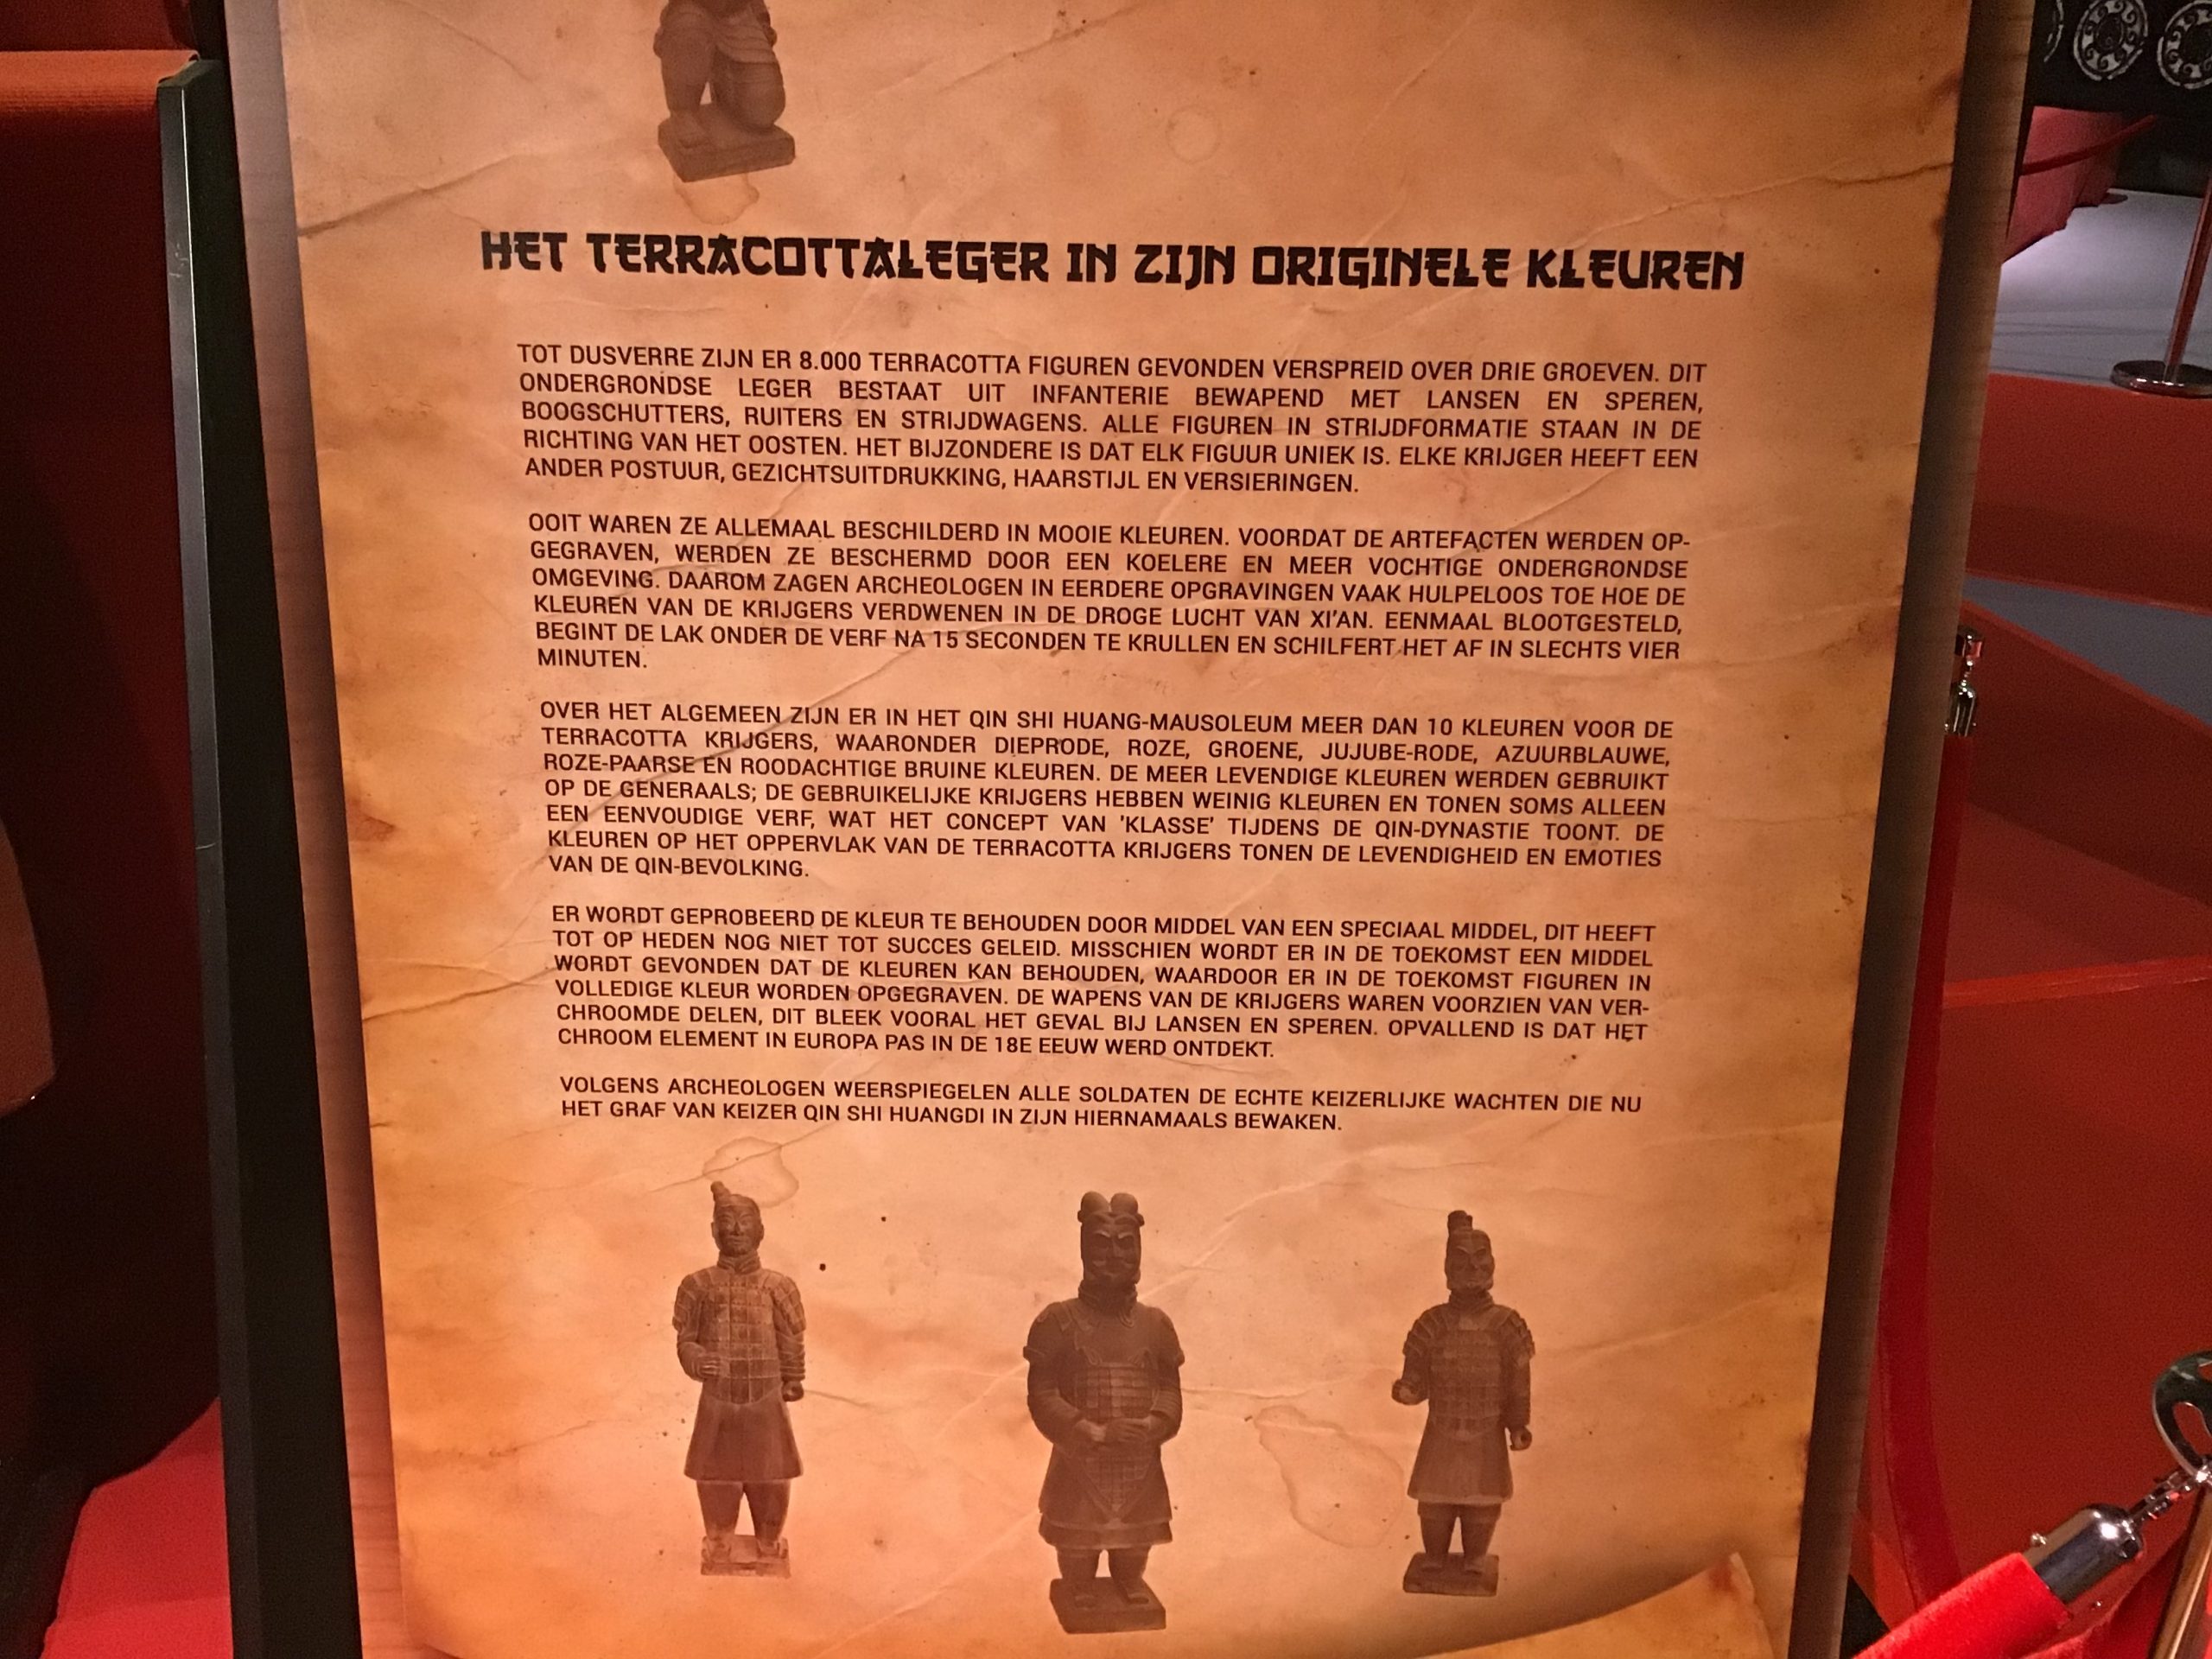 HET TERRACOTTALEGER IN ZIJN ORIGINELE KLEUREN
TOT DUSVERRE ZIJN ER 8.000 TERRACOTTA FIGUREN GEVONDEN VERSPREID OVER DRIE GROEVEN. DIT
ONDERGRONDSE LEGER BESTAAT UIT INFANTERIE BEWAPEND MET LANSEN EN SPEREN,
BOOGSCHUTTERS, RUITERS EN STRIJDWAGENS. ALLE FIGUREN IN STRIJDFORMATIE STAAN IN DE
RICHTING VAN HET OOSTEN. HET BIJZONDERE IS DAT ELK FIGUUR UNIEK IS. ELKE KRIJGER HEEFT EEN
ANDER POSTUUR, GEZICHTSUITDRUKKING, HAARSTIJL EN VERSIERINGEN.
OOIT WAREN ZE ALLEMAAL BESCHILDERD IN MOOIE KLEUREN. VOORDAT DE ARTEFACTEN WERDEN OP-
GEGRAVEN, WERDEN ZE BESCHERMD DOOR EEN KOELERE EN MEER VOCHTIGE ONDERGRONDSE
OMGEVING. DAAROM ZAGEN ARCHEOLOGEN IN EERDERE OPGRAVINGEN VAAK HULPELOOS TOE HOE DE
KLEUREN VAN DE KRIJGERS VERDWENEN IN DE DROGE LUCHT VAN XI'AN. EENMAAL BLOOTGESTELD,
BEGINT DE LAK ONDER DE VERF NA 15 SECONDEN TE KRULLEN EN SCHILFERT HET AF IN SLECHTS VIER
MINUTEN.
OVER HET ALGEMEEN ZIJN ER IN HET QIN SHI HUANG-MAUSOLEUM MEER DAN 10 KLEUREN VOOR DE
TERRACOTTA KRIJGERS, WAARONDER DIEPRODE, ROZE, GROENE, JUJUBE-RODE, AZUURBLAUWE,
ROZE-PAARSE EN ROODACHTIGE BRUINE KLEUREN. DE MEER LEVENDIGE KLEUREN WERDEN GEBRUIKT
OP DE GENERAALS; DE GEBRUIKELIJKE KRIJGERS HEBBEN WEINIG KLEUREN EN TONEN SOMS ALLEEN
EEN EENVOUDIGE VERF, WAT HET CONCEPT VAN 'KLASSE' TIJDENS DE QIN-DYNASTIE TOONT. DE
KLEUREN OP HET OPPERVLAK VAN DE TERRACOTTA KRIJGERS TONEN DE LEVENDIGHEID EN EMOTIES
VAN DE QIN-BEVOLKING.
ER WORDT GEPROBEERD DE KLEUR TE BEHOUDEN DOOR MIDDEL VAN EEN SPECIAAL MIDDEL, DIT HEEFT
TOT OP HEDEN NOG NIET TOT SUCCES GELEID. MISSCHIEN WORDT ER IN DE TOEKOMST EEN MIDDEL
WORDT GEVONDEN DAT DE KLEUREN KAN BEHOUDEN, WAARDOOR ER IN DE TOEKOMST FIGUREN IN
VOLLEDIGE KLEUR WORDEN OPGEGRAVEN. DE WAPENS VAN DE KRIJGERS WAREN VOORZIEN VAN VER-
CHROOMDE DELEN, DIT BLEEK VOORAL HET GEVAL BIJ LANSEN EN SPEREN. OPVALLEND IS DAT HET
CHROOM ELEMENT IN EUROPA PAS IN DE 18E EEUW WERD ONTDEKT.
VOLGENS ARCHEOLOGEN WEERSPIEGELEN ALLE SOLDATEN DE ECHTE KEIZERLIJKE WACHTEN DIE NU
HET GRAF VAN KEIZER QIN SHI HUANGDI IN ZIJN HIERNAMAALS BEWAKEN.